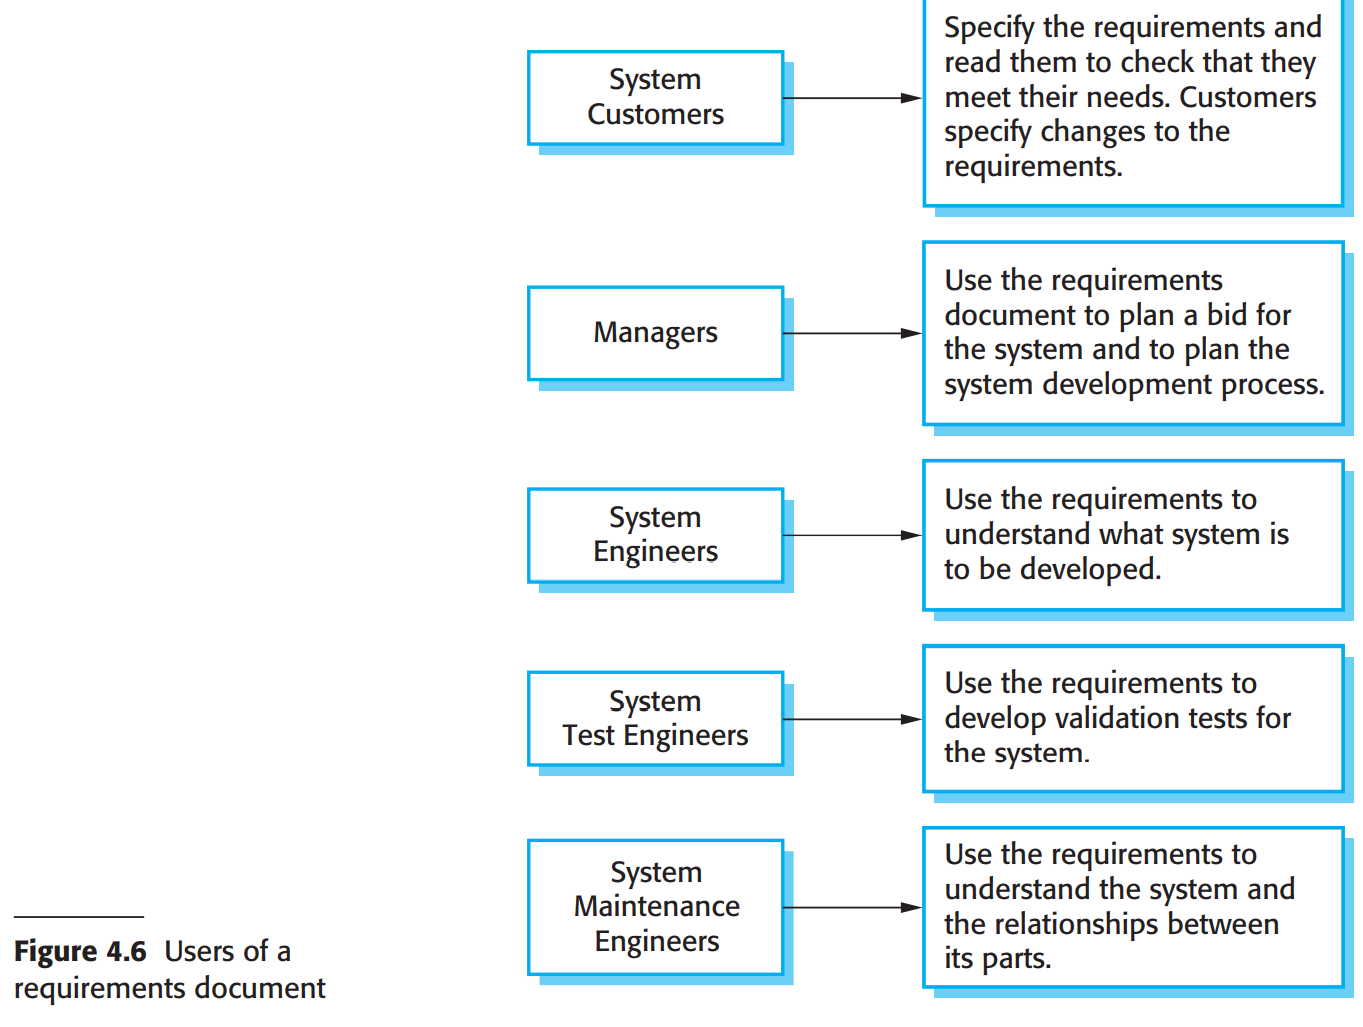 System
Customers
Specify the requirements and
read them to check that they
meet their needs. Customers
specify changes to the
requirements.
Managers
Use the requirements
document to plan a bid for
the system and to plan the
system development process.
System
Engineers
Use the requirements to
understand what system is
to be developed.
System
Test Engineers
Use the requirements to
develop validation tests for
the system.
System
Maintenance
Engineers
Use the requirements to
understand the system and
the relationships between
its parts.
Figure 4.6 Users of a
requirements document